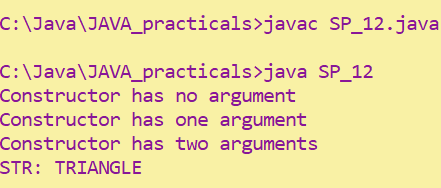 C:\Java\JAVA_practicals>javac SP_12.java
C:\Java\JAVA_practicals>java SP_12
Constructor has no argument
Constructor has one argument
Constructor has two arguments
STR: TRIANGLE